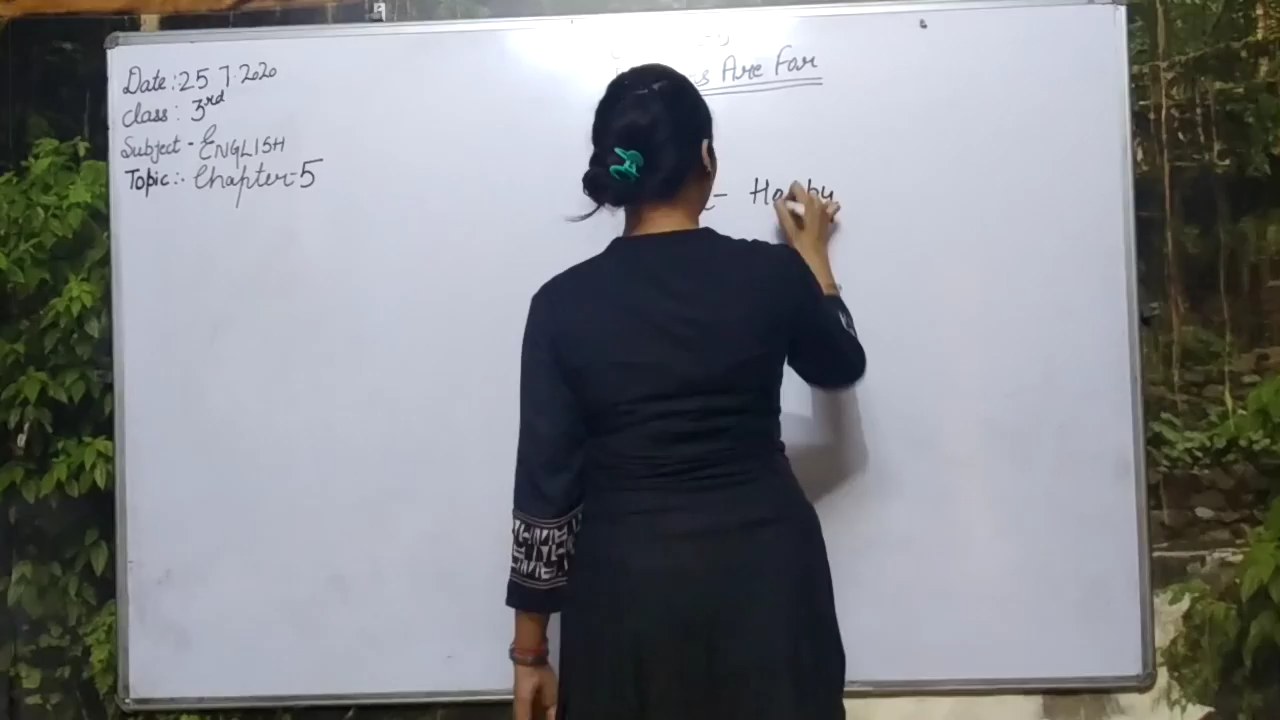 Date :- 25 7.2020
Class : 3rd
Subject - ENGLISH
Topic :- Chapter-5
Are Far